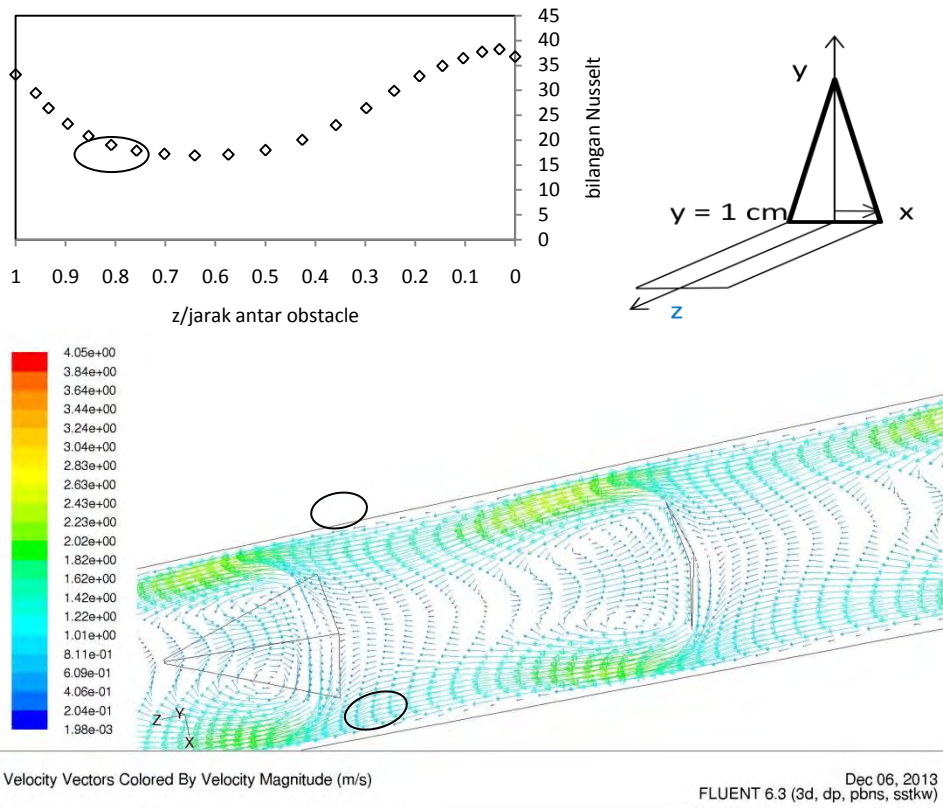 45
40
35
30
25
20
15
10
5
0
bilangan Nusselt
1 0.9 0.8 0.7 0.6 0.5 0.4 0.3 0.2 0.1 0
z/jarak antar obstacle
y
y = 1 cm
x
z
4.05e+00
3.84e+00
3.64e+00
3.44e+00
3.24e+00
3.04e+00
2.83e+00
2.63e+00
2.43e+00
2.23e+00
2.02e+00
1.82e+00
1.62e+00
1.42e+00
1.22e+00
1.01e+00
8.11e-01
6.09e-01
4.06e-01
2.04e-01
1.98e-03
Z Y
X
Velocity Vectors Colored By Velocity Magnitude (m/s)
Dec 06, 2013
FLUENT 6.3 (3d, dp, pbns, sstkw)